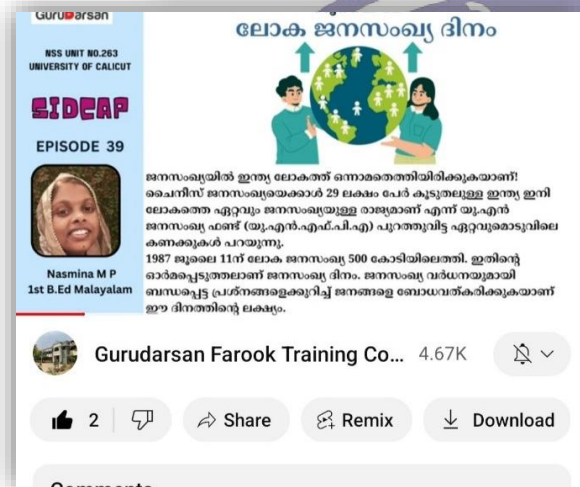 GuruDarsan
NSS UNIT NO.263
UNIVERSITY OF CALICUT
SIDCAP
EPISODE 39
Nasmina M P
1st B.Ed Malayalam
ലോക ജനസംഖ്യ ദിനം
ജനസംഖ്യയിൽ ഇന്ത്യ ലോകത്ത് ഒന്നാമതെത്തിയിരിക്കുകയാണ്!
ചൈനീസ് ജനസംഖ്യയെക്കാൾ 29 ലക്ഷം പേർ കൂടുതലുള്ള ഇന്ത്യ ഇനി
ലോകത്തെ ഏറ്റവും ജനസംഖ്യയുള്ള രാജ്യമാണ് എന്ന് യു.എൻ
ജനസംഖ്യ ഫണ്ട് (യു.എൻ.എഫ്.പി.എ) പുറത്തുവിട്ട ഏറ്റവുമൊടുവിലെ
കണക്കുകൾ പറയുന്നു.
1987 ജൂലൈ 11ന് ലോക ജനസംഖ്യ 500 കോടിയിലെത്തി. ഇതിന്റെ
ഓർമപ്പെടുത്തലാണ് ജനസംഖ്യ ദിനം. ജനസംഖ്യ വർധനയുമായി
ബന്ധപ്പെട്ട പ്രശ്നങ്ങളെക്കുറിച്ച് ജനങ്ങളെ ബോധവത്കരിക്കുകയാണ്
ഈ ദിനത്തിന്റെ ലക്ഷ്യം.
Gurudarsan Farook Training Co... 4.67K
2 Share Remix Download
Comments